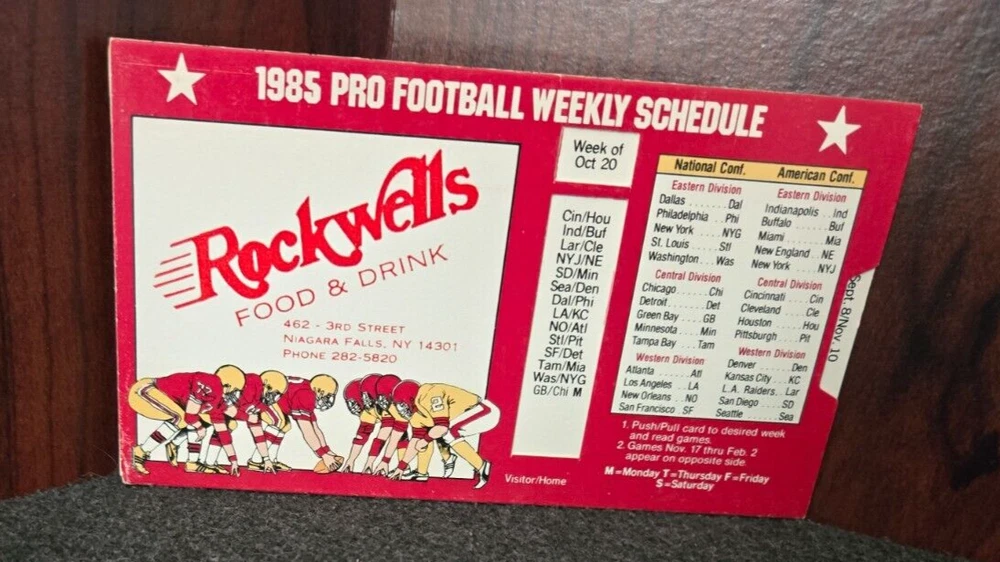 1985 PRO FOOTBALL WEEKLY SCHEDULE
Rockwells
FOOD & DRINK
462 - 3RD STREET
NIAGARA FALLS, NY 14301
PHONE 282-5820
Week of
Oct 20
Cin/Hou
Ind/Buf
Lar/Cle
NYJ/NE
SD/Min
Sea/Den
Dal/Phi
LA/KC
NO/Atl
Stl/Pit
SF/Det
Tam/Mia
Was/NYG
GB/Chi M
Visitor/Home
National Conf. American Conf.
Eastern Division
Dallas ....... Dal
Philadelphia .. Phi
New York .... NYG
St. Louis ..... Stl
Washington .. Was
Central Division
Chicago ...... Chi
Detroit ....... Det
Green Bay .... GB
Minnesota ... Min
Tampa Bay ... Tam
Western Division
Atlanta ...... Atl
Los Angeles .. LA
New Orleans .. NO
San Francisco SF
Eastern Division
Indianapolis .. Ind
Buffalo ....... Buf
Miami ....... Mia
New England .. NE
New York .... NYJ
Central Division
Cincinnati .... Cin
Cleveland .... Cle
Houston ..... Hou
Pittsburgh .... Pit
Western Division
Denver ...... Den
Kansas City .. KC
L.A. Raiders.. Lar
San Diego .... SD
Seattle ...... Sea
Sept. 8/Nov. 10
1. Push/Pull card to desired week
and read games.
2. Games Nov. 17 thru Feb. 2
appear on opposite side.
M=Monday T=Thursday F=Friday
S=Saturday